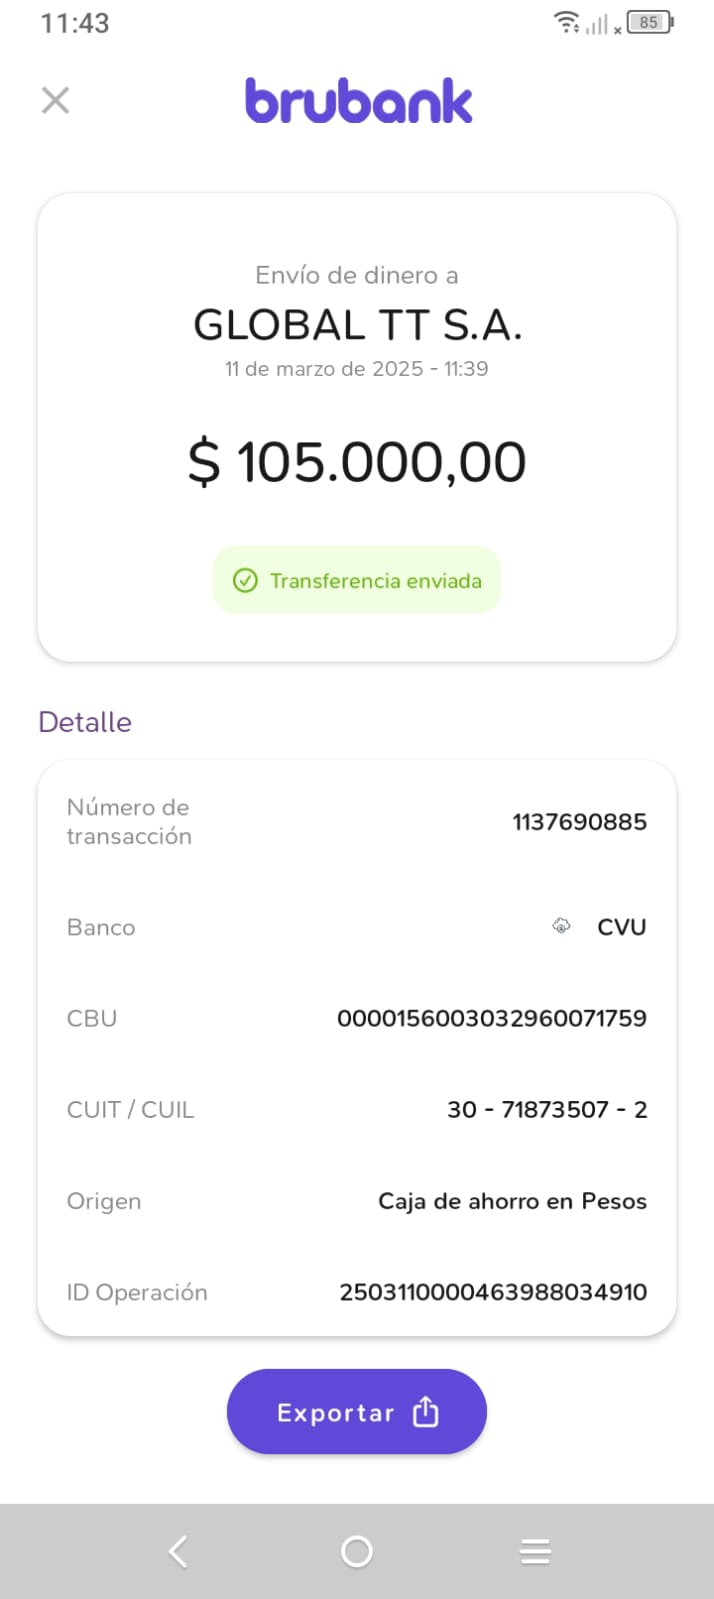 11:43
85
brubank
Envío de dinero a
GLOBAL TT S.A.
11 de marzo de 2025 - 11:39
$ 105.000,00
Transferencia enviada
Detalle
Número de
transacción
1137690885
Banco
CVU
CBU
0000156003032960071759
CUIT / CUIL
30 - 71873507 - 2
Origen
Caja de ahorro en Pesos
ID Operación
2503110000463988034910
Exportar